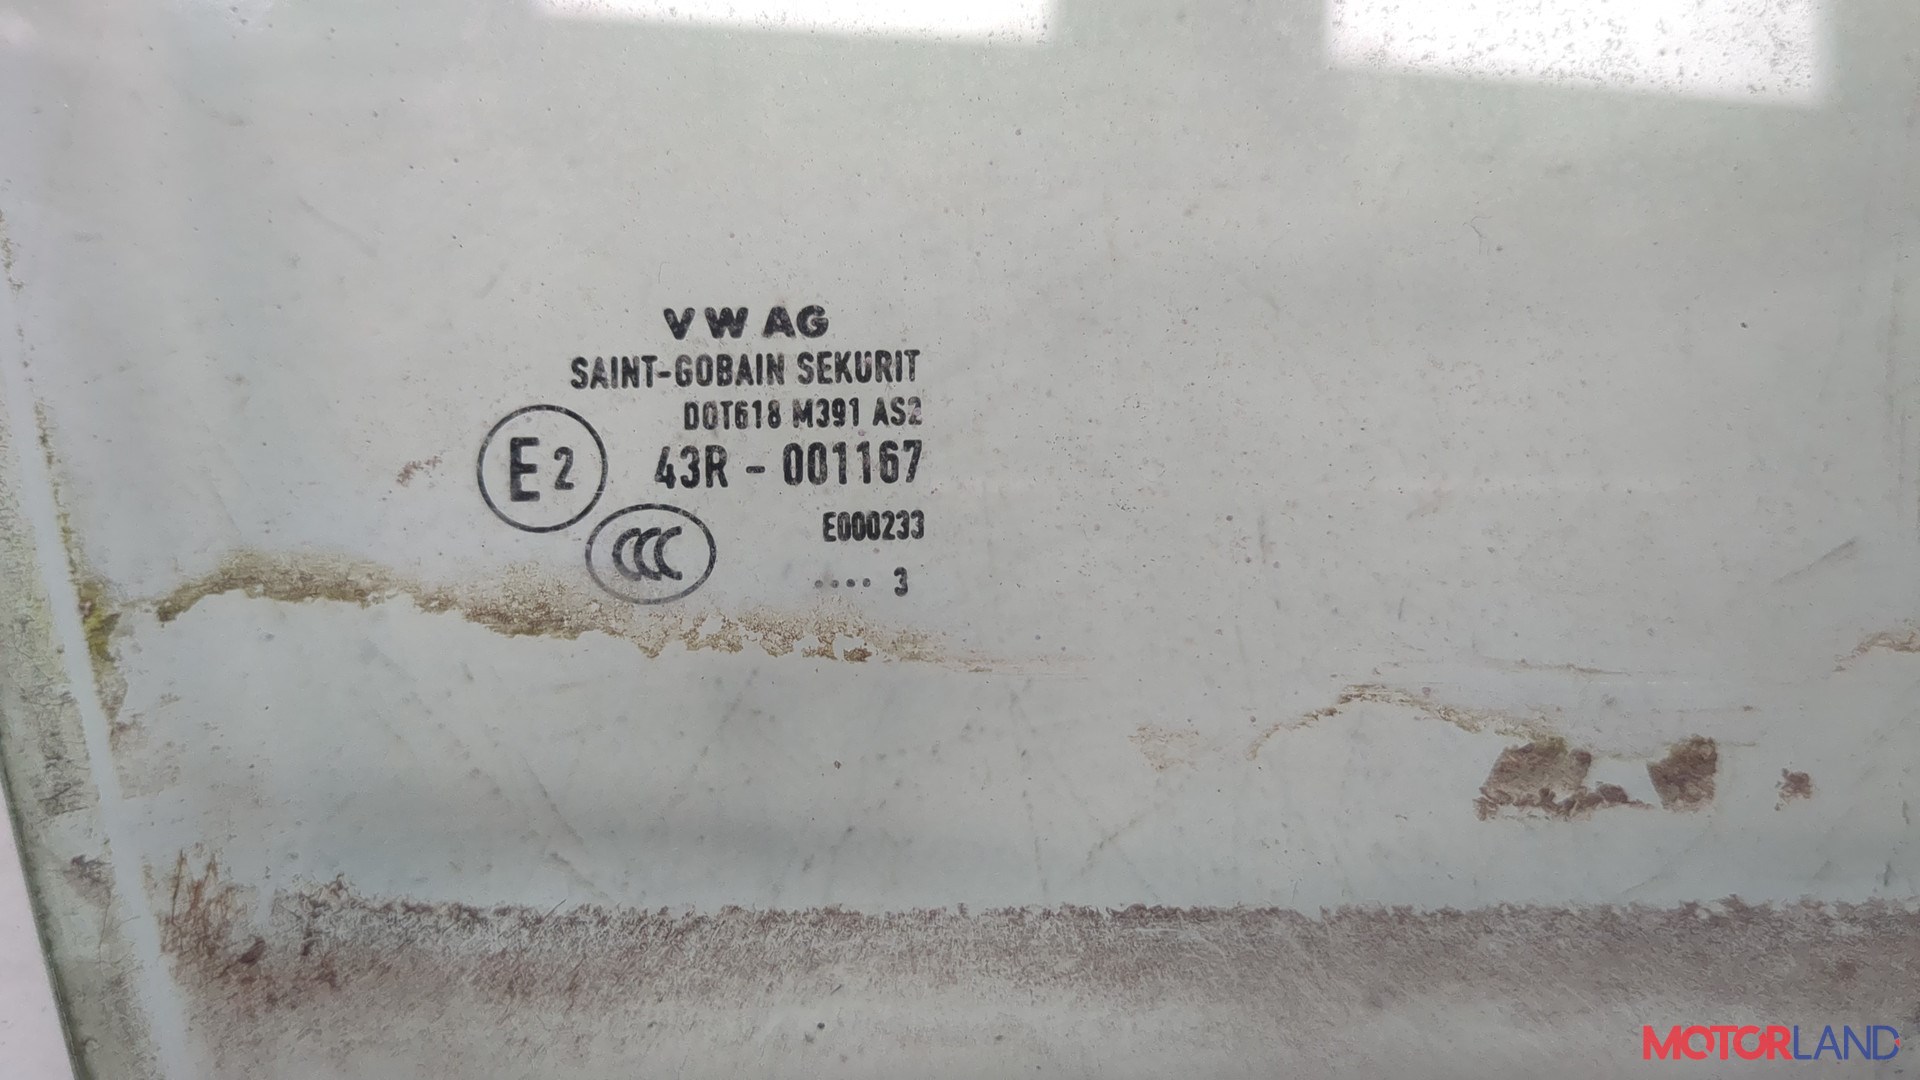 VW AG
SAINT-GOBAIN SEKURIT
DOT618 M391 AS2
E2 43R - 001167
CCC E000233
.... 3
MOTORLAND